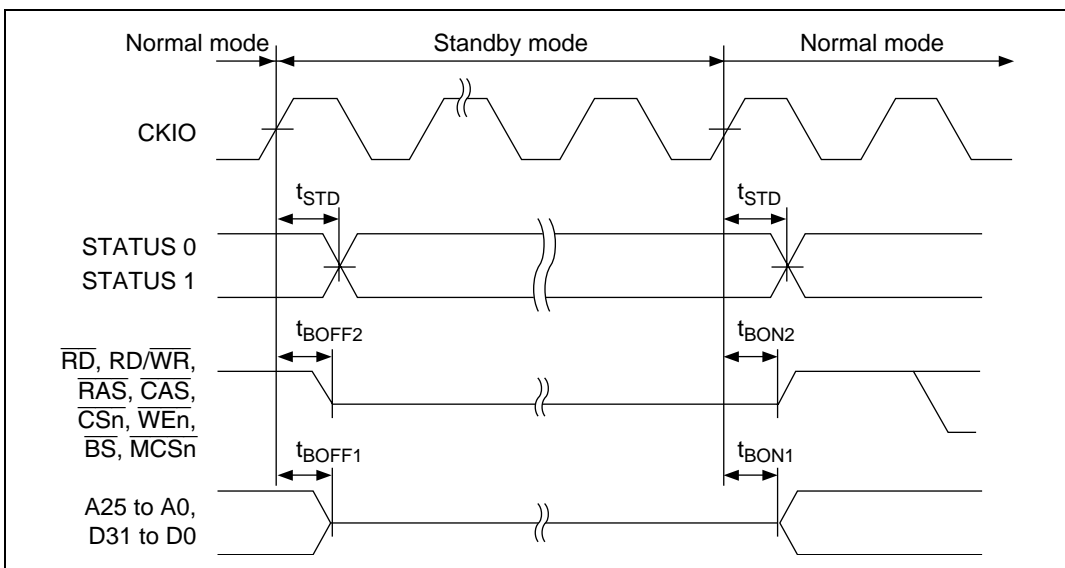 Normal mode Standby mode Normal mode
CKIO
tSTD tSTD
STATUS 0
STATUS 1
tBOFF2 tBON2
RD, RD/WR,
RAS, CAS,
CSn, WEn,
BS, MCSn
tBOFF1 tBON1
A25 to A0,
D31 to D0